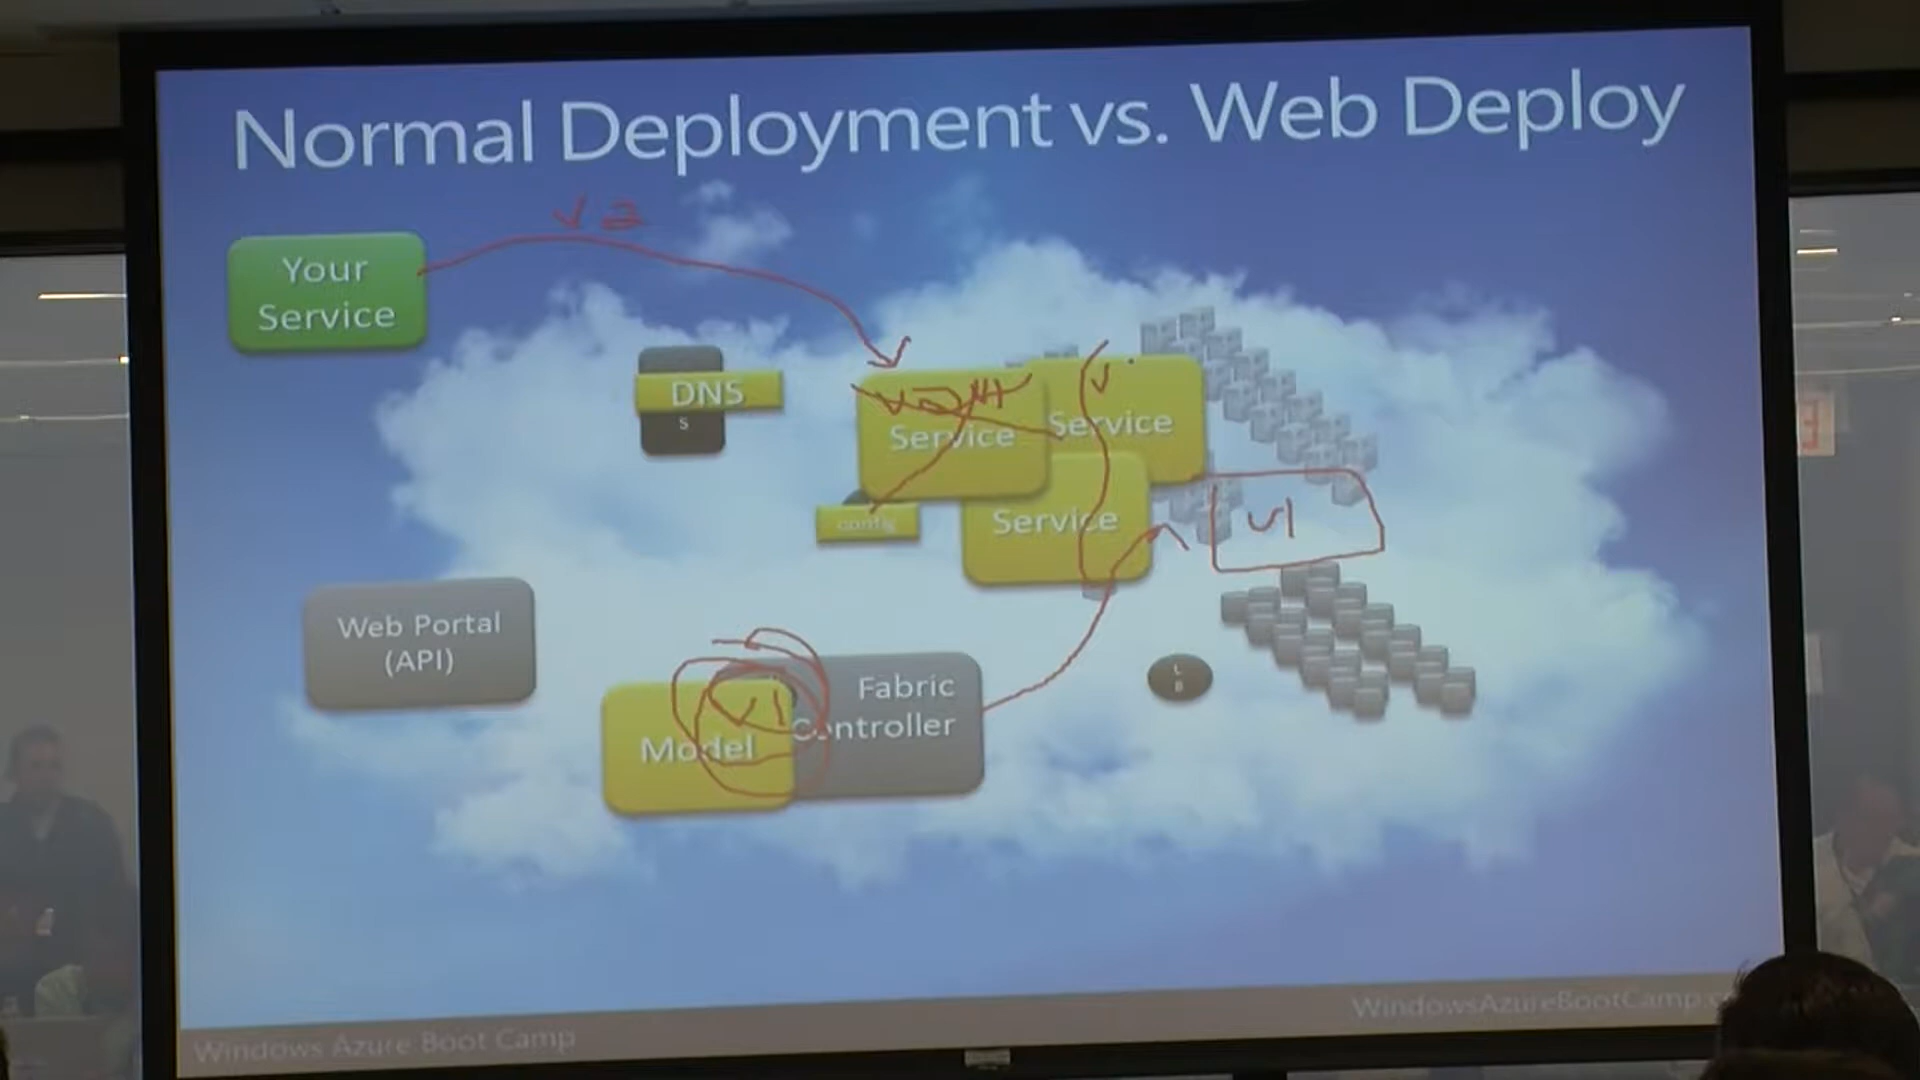 Normal Deployment vs. Web Deploy
V2
Your
Service
DNS
S
Service
V
Service
config
Service
V1
Web Portal
(API)
V1
Model
Fabric
Controller
L
B
Windows Azure Boot Camp
WindowsAzureBootCamp.c